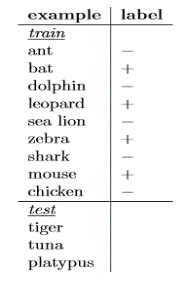 example label
train
ant −
bat +
dolphin −
leopard +
sea lion −
zebra +
shark −
mouse +
chicken −
test
tiger
tuna
platypus